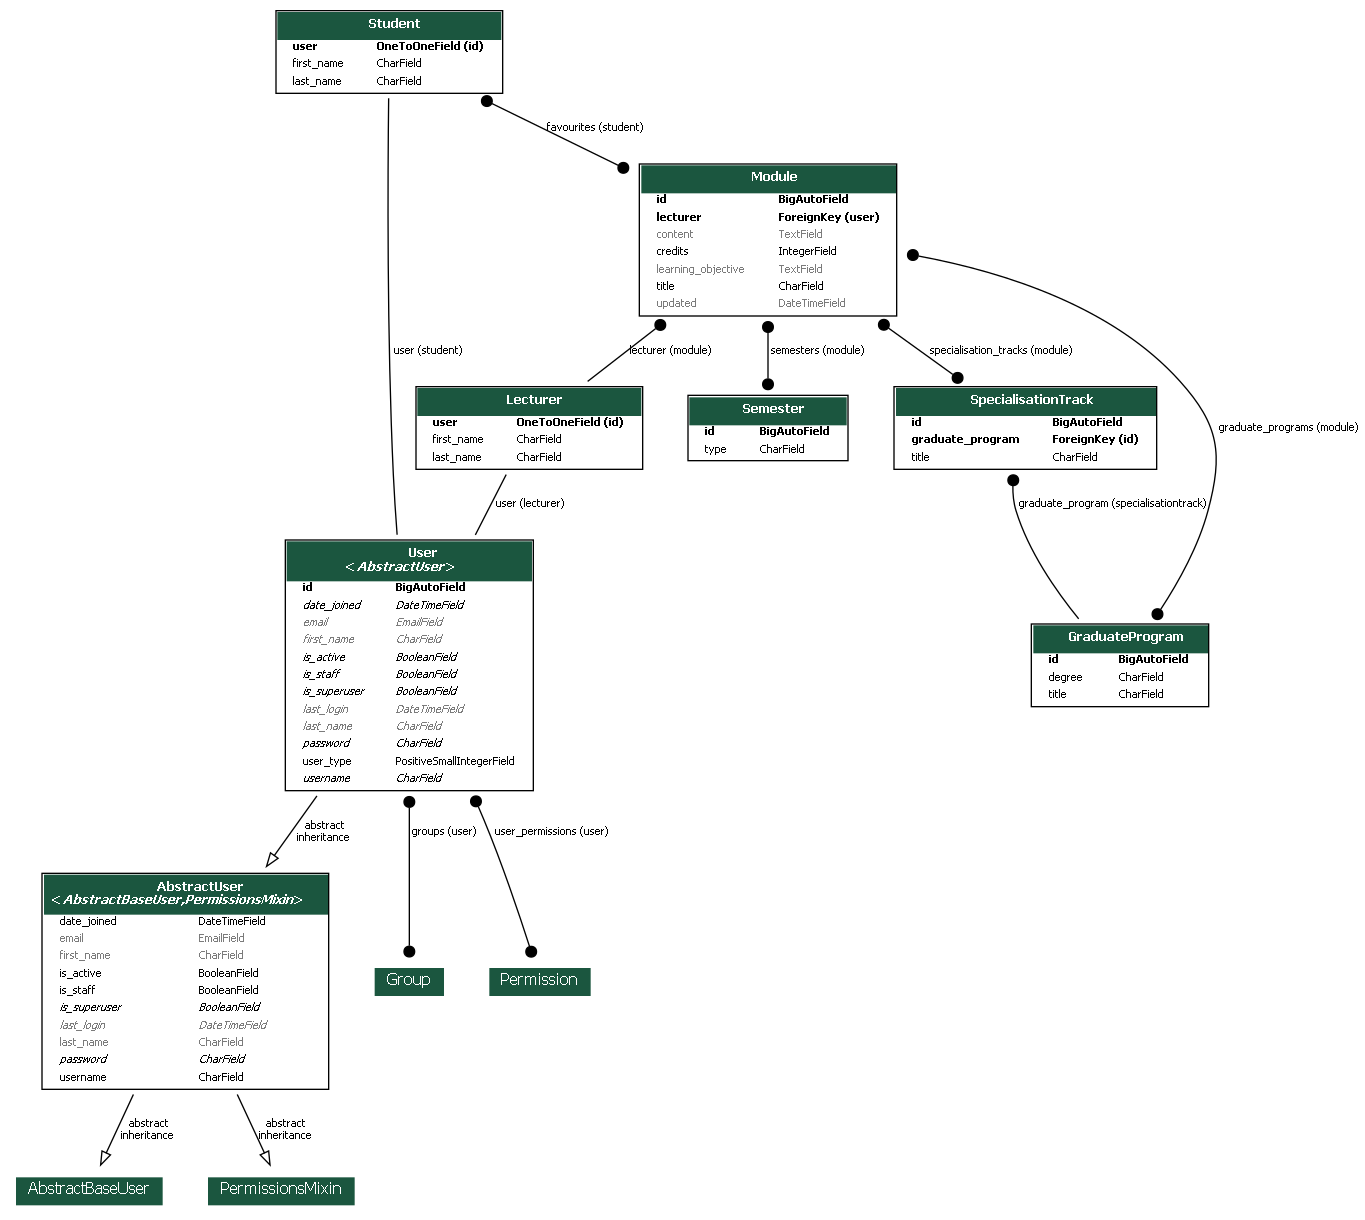 Student
user OneToOneField (id)
first_name CharField
last_name CharField
favourites (student)
Module
id BigAutoField
lecturer ForeignKey (user)
content TextField
credits IntegerField
learning_objective TextField
title CharField
updated DateTimeField
user (student)
lecturer (module)
semesters (module)
specialisation_tracks (module)
graduate_programs (module)
Lecturer
user OneToOneField (id)
first_name CharField
last_name CharField
Semester
id BigAutoField
type CharField
SpecialisationTrack
id BigAutoField
graduate_program ForeignKey (id)
title CharField
user (lecturer)
graduate_program (specialisationtrack)
User
<AbstractUser>
id BigAutoField
date_joined DateTimeField
email EmailField
first_name CharField
is_active BooleanField
is_staff BooleanField
is_superuser BooleanField
last_login DateTimeField
last_name CharField
password CharField
user_type PositiveSmallIntegerField
username CharField
GraduateProgram
id BigAutoField
degree CharField
title CharField
abstract
inheritance
groups (user)
user_permissions (user)
AbstractUser
<AbstractBaseUser,PermissionsMixin>
date_joined DateTimeField
email EmailField
first_name CharField
is_active BooleanField
is_staff BooleanField
is_superuser BooleanField
last_login DateTimeField
last_name CharField
password CharField
username CharField
Group
Permission
abstract
inheritance
abstract
inheritance
AbstractBaseUser
PermissionsMixin